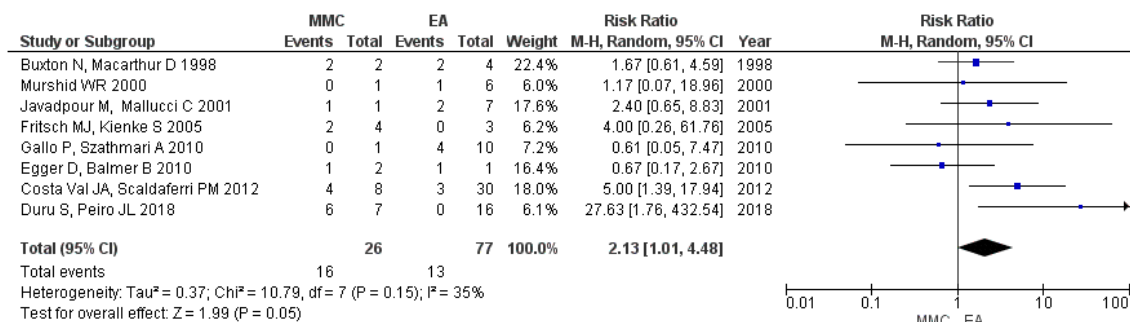 MMC EA Risk Ratio Risk Ratio
Study or Subgroup Events Total Events Total Weight M-H, Random, 95% CI Year M-H, Random, 95% CI
Buxton N, Macarthur D 1998 2 2 2 4 22.4% 1.67 [0.61, 4.59] 1998
Murshid WR 2000 0 1 1 6 6.0% 1.17 [0.07, 18.96] 2000
Javadpour M, Mallucci C 2001 1 1 2 7 17.6% 2.40 [0.65, 8.83] 2001
Fritsch MJ, Kienke S 2005 2 4 0 3 6.2% 4.00 [0.26, 61.76] 2005
Gallo P, Szathmari A 2010 0 1 4 10 7.2% 0.61 [0.05, 7.47] 2010
Egger D, Balmer B 2010 1 2 1 1 16.4% 0.67 [0.17, 2.67] 2010
Costa Val JA, Scaldaferri PM 2012 4 8 3 30 18.0% 5.00 [1.39, 17.94] 2012
Duru S, Peiro JL 2018 6 7 0 16 6.1% 27.63 [1.76, 432.54] 2018
Total (95% CI) 26 77 100.0% 2.13 [1.01, 4.48]
Total events 16 13
Heterogeneity: Tau² = 0.37; Chi² = 10.79, df = 7 (P = 0.15); I² = 35%
Test for overall effect: Z = 1.99 (P = 0.05)
0.01 0.1 1 10 100
MMC EA